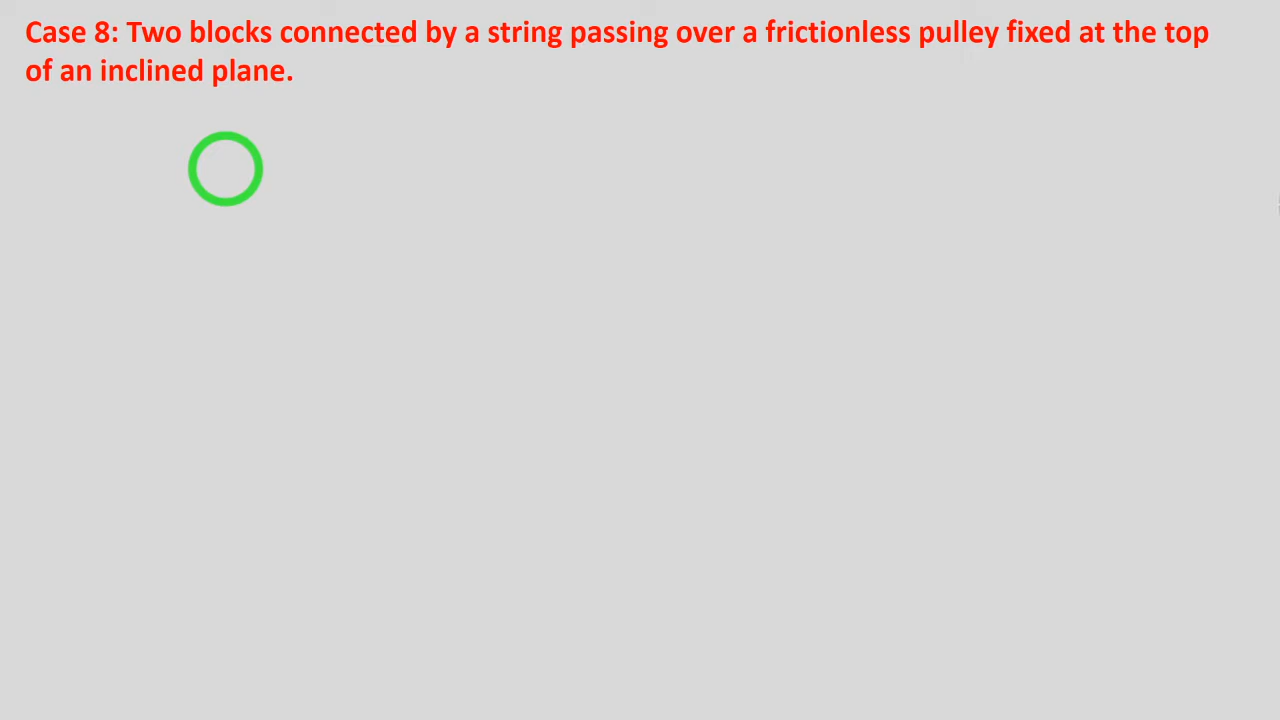 Case 8: Two blocks connected by a string passing over a frictionless pulley fixed at the top
of an inclined plane.